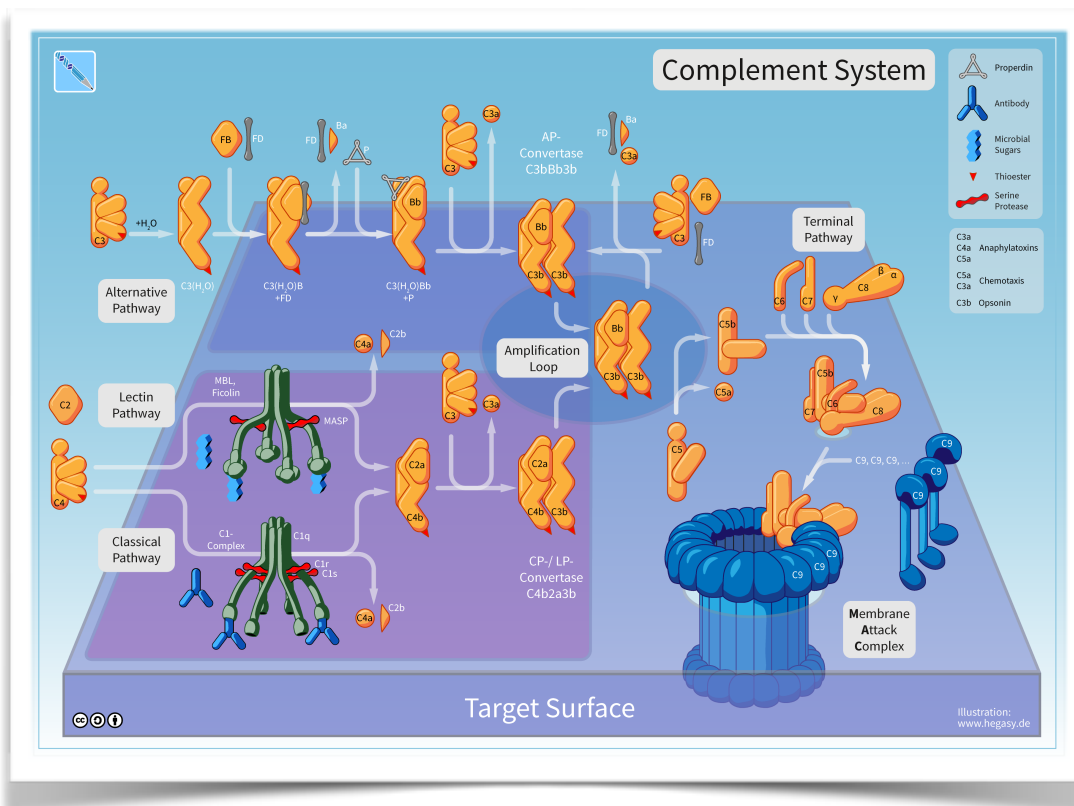 Complement System
Properdin
Antibody
Microbial
Sugars
Thioester
Serine
Protease
C3a
C4a Anaphylatoxins
C5a
C5a
C3a Chemotaxis
C3b Opsonin
FB
FD
FD
Ba
P
C3
C3a
AP-
Convertase
C3bBb3b
FD
Ba
C3a
C3
FB
FD
C3
+H₂O
Bb
Bb
C3b
C3b
C3(H₂O)
C3(H₂O)B
+FD
C3(H₂O)Bb
+P
Alternative
Pathway
Terminal
Pathway
C6
C7
γ
C8
β
α
Amplification
Loop
Bb
C3b
C3b
C5b
C5a
C5
C5b
C6
C7
C8
C9, C9, C9, ...
C9
C9
C9
C2
Lectin
Pathway
MBL,
Ficolin
MASP
C4a
C2b
C3
C3a
C4
C2a
C4b
C2a
C4b
C3b
Classical
Pathway
C1-
Complex
C1q
C1r
C1s
C4a
C2b
CP-/ LP-
Convertase
C4b2a3b
C9
C9
C9
Membrane
Attack
Complex
Target Surface
cc
Illustration:
www.hegasy.de